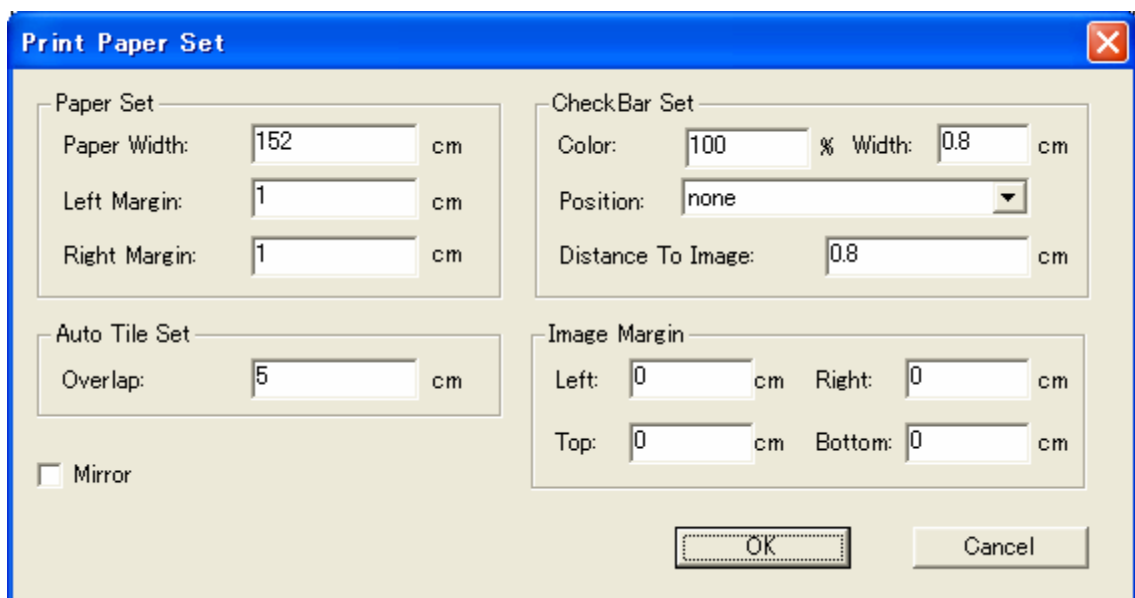 Print Paper Set
Paper Set
Paper Width: 152 cm
Left Margin: 1 cm
Right Margin: 1 cm
CheckBar Set
Color: 100 % Width: 0.8 cm
Position: none
Distance To Image: 0.8 cm
Auto Tile Set
Overlap: 5 cm
Image Margin
Left: 0 cm Right: 0 cm
Top: 0 cm Bottom: 0 cm
Mirror
OK Cancel